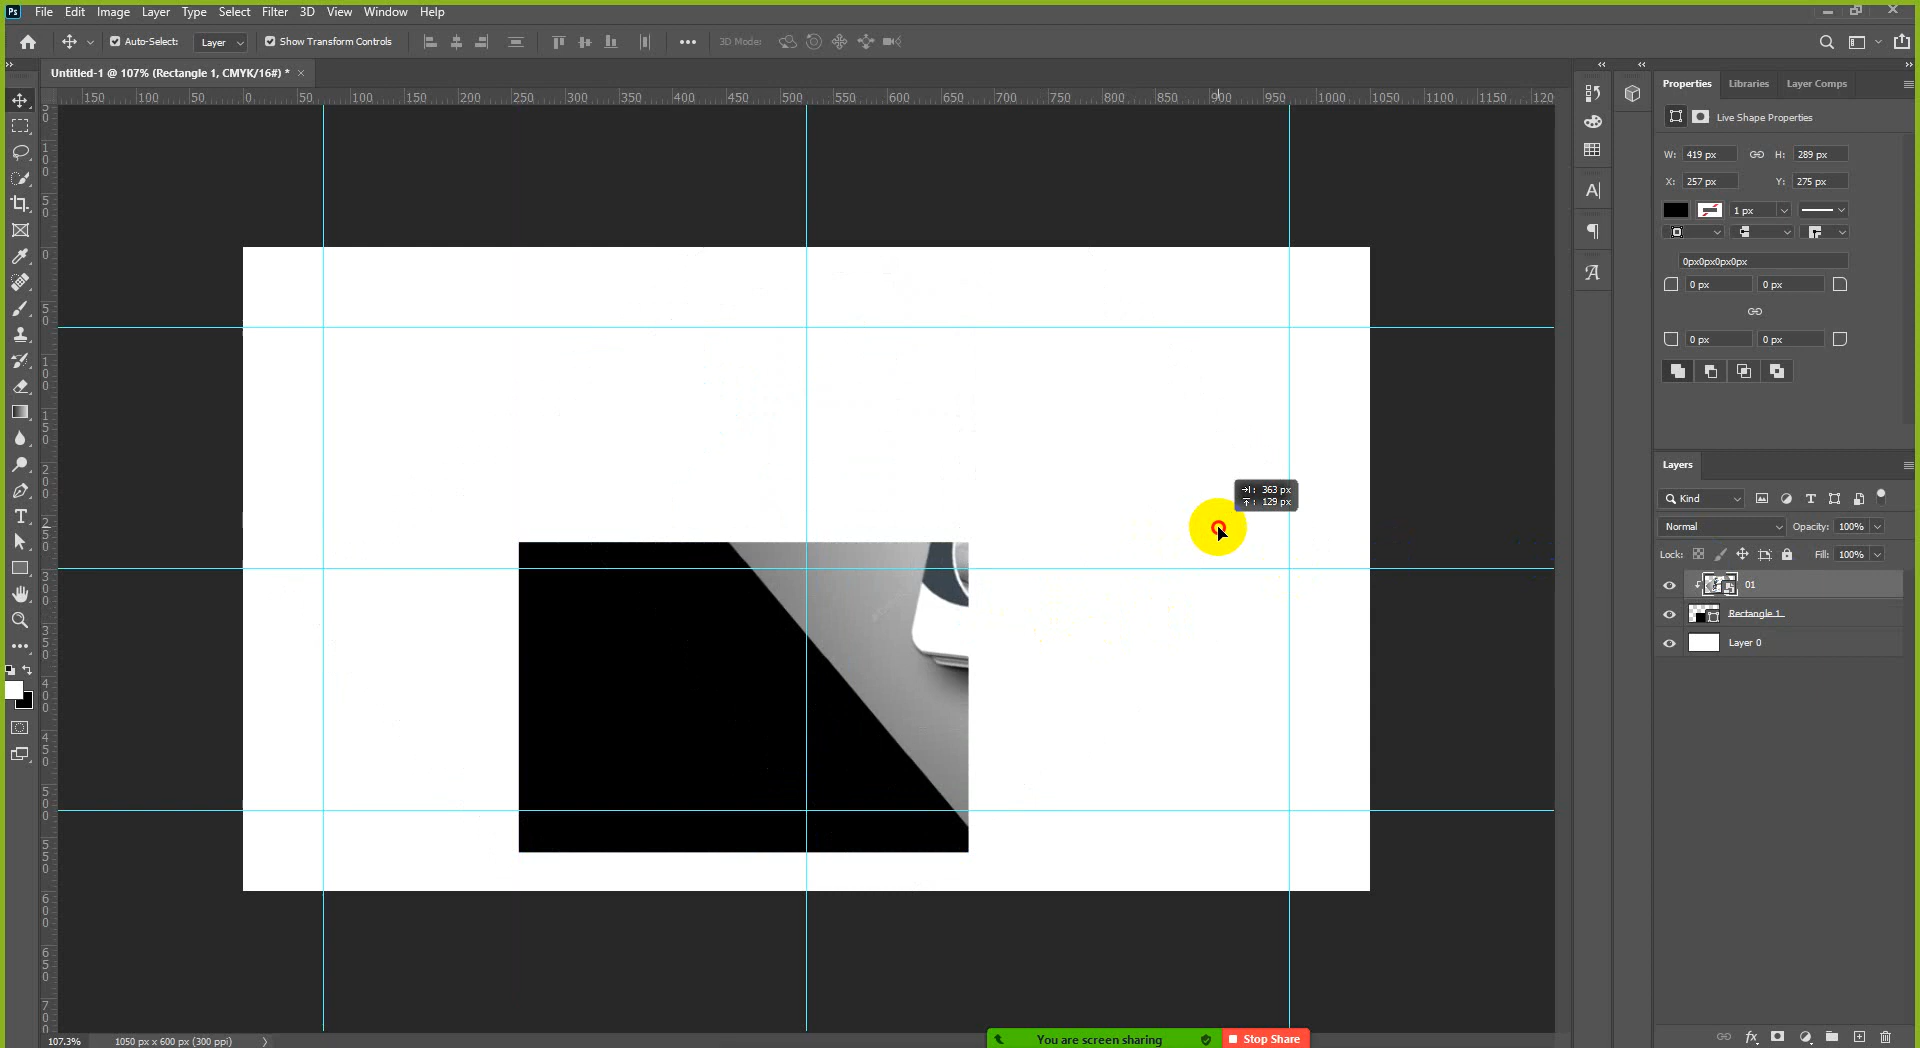 Ps File Edit Image Layer Type Select Filter 3D View Window Help
Auto-Select: Layer Show Transform Controls 3D Mode:
Untitled-1 @ 107% (Rectangle 1, CMYK/16#) *
150 100 50 0 50 100 150 200 250 300 350 400 450 500 550 600 650 700 750 800 850 900 950 1000 1050 1100 1150 120
Properties Libraries Layer Comps
Live Shape Properties
W: 419 px H: 289 px
X: 257 px Y: 275 px
1 px
0px0px0px0px
0 px 0 px
0 px 0 px
Layers
Kind
Normal Opacity: 100%
Lock: Fill: 100%
01
Rectangle 1
Layer 0
363 px
129 px
107.3% 1050 px x 600 px (300 ppi)
You are screen sharing Stop Share